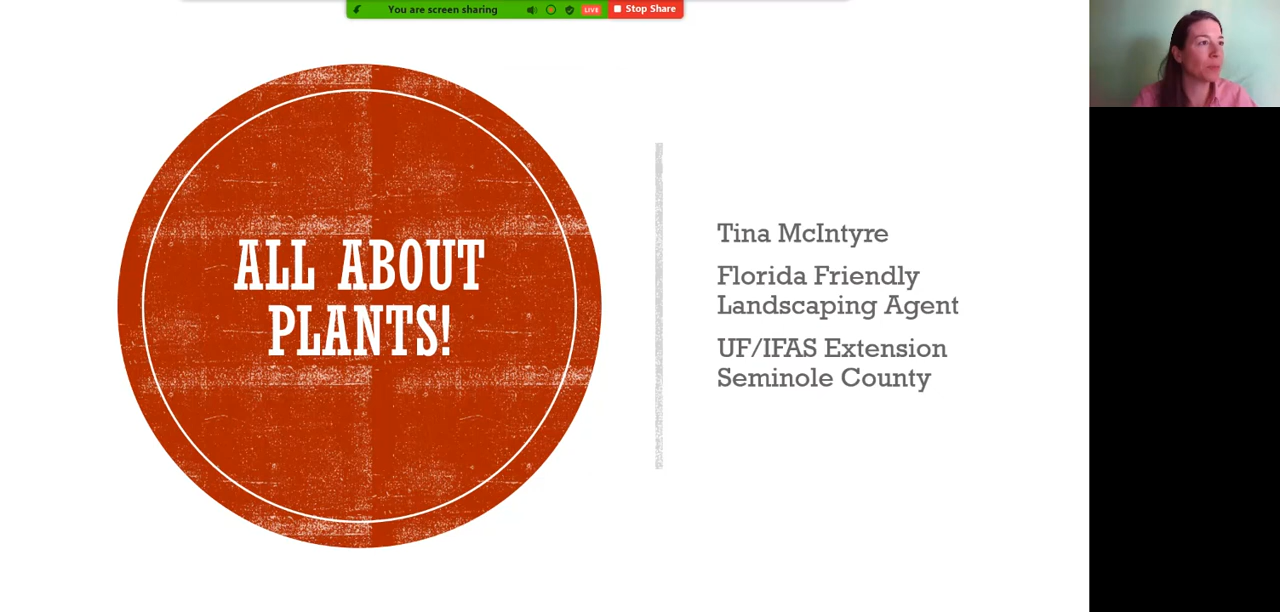 You are screen sharing
LIVE
Stop Share
ALL ABOUT
PLANTS!
Tina McIntyre
Florida Friendly
Landscaping Agent
UF/IFAS Extension
Seminole County